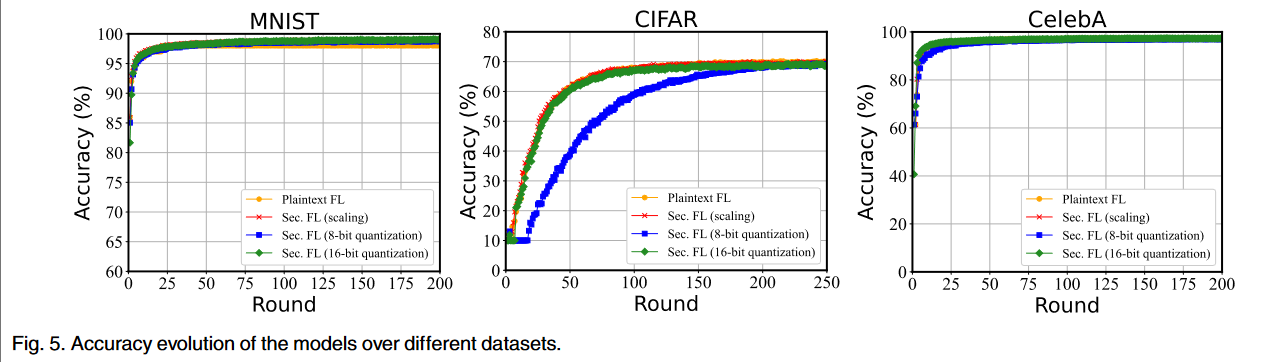 MNIST
Accuracy (%)
100
95
90
85
80
75
70
65
60
Plaintext FL
Sec. FL (scaling)
Sec. FL (8-bit quantization)
Sec. FL (16-bit quantization)
0 25 50 75 100 125 150 175 200
Round
CIFAR
Accuracy (%)
80
70
60
50
40
30
20
10
0
Plaintext FL
Sec. FL (scaling)
Sec. FL (8-bit quantization)
Sec. FL (16-bit quantization)
0 50 100 150 200 250
Round
CelebA
Accuracy (%)
100
80
60
40
20
0
Plaintext FL
Sec. FL (scaling)
Sec. FL (8-bit quantization)
Sec. FL (16-bit quantization)
0 25 50 75 100 125 150 175 200
Round
Fig. 5. Accuracy evolution of the models over different datasets.